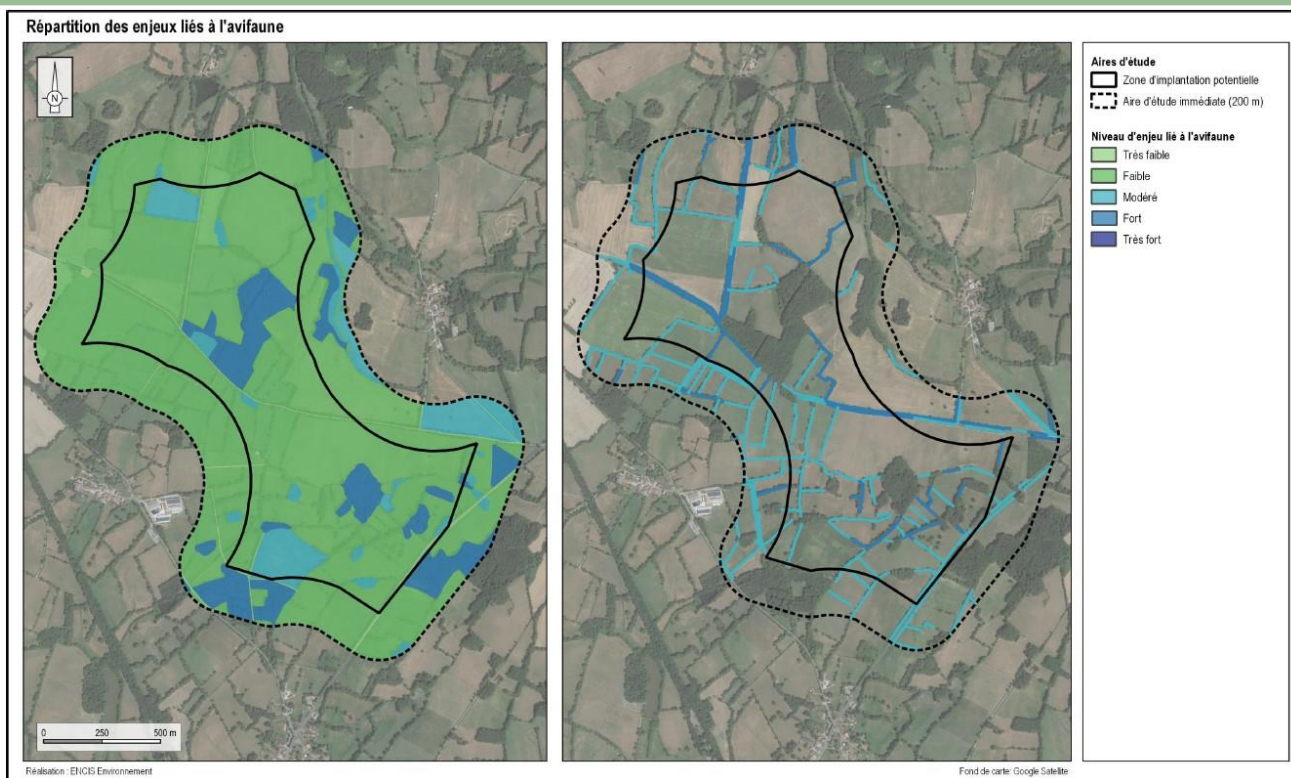 Répartition des enjeux liés à l'avifaune
N
Aires d'étude
Zone d'implantation potentielle
Aire d'étude immédiate (200 m)
Niveau d'enjeu lié à l'avifaune
Très faible
Faible
Modéré
Fort
Très fort
0 250 500 m
Réalisation : ENCIS Environnement
Fond de carte: Google Satellite